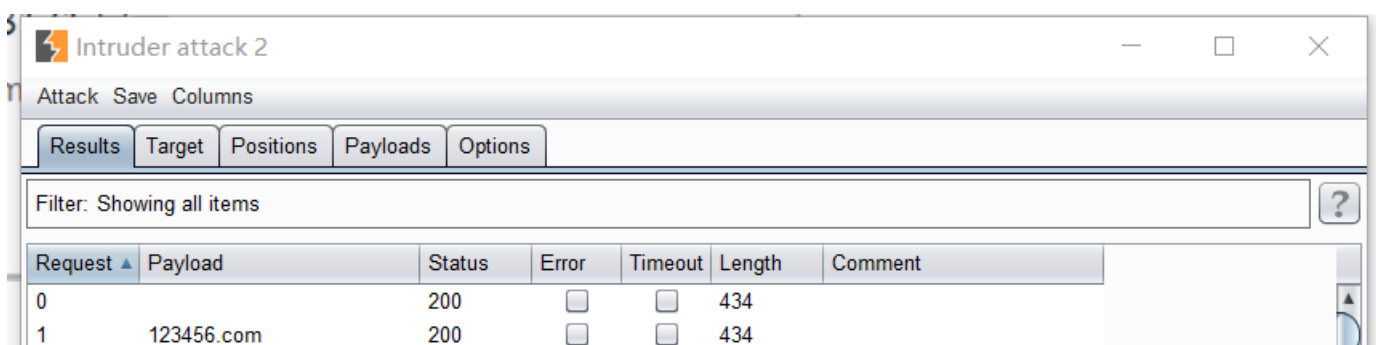 Intruder attack 2
Attack Save Columns
Results Target Positions Payloads Options
Filter: Showing all items
?
Request Payload Status Error Timeout Length Comment
0 200 434
1 123456.com 200 434